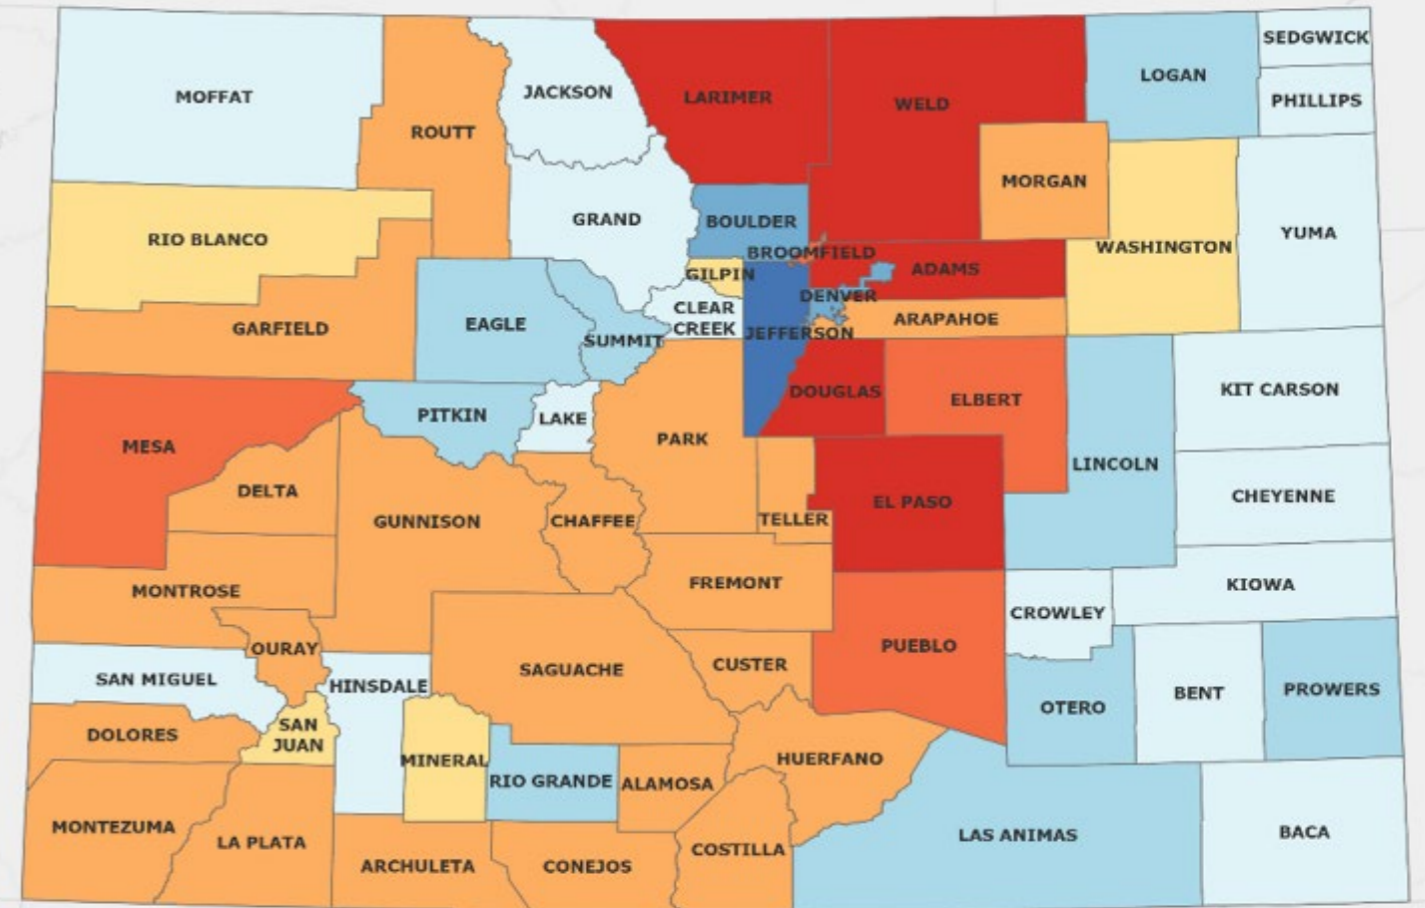 SEDGWICK
LOGAN
JACKSON
MOFFAT
LARIMER
WELD
PHILLIPS
ROUTT
MORGAN
GRAND
BOULDER
YUMA
RIO BLANCO
WASHINGTON
BROOMFIELD
ADAMS
GILPIN
DENVER
CLEAR
CREEK
ARAPAHOE
EAGLE
GARFIELD
JEFFERSON
SUMMIT
KIT CARSON
DOUGLAS
ELBERT
PITKIN
LAKE
PARK
MESA
LINCOLN
DELTA
CHEYENNE
EL PASO
GUNNISON
CHAFFEE
TELLER
FREMONT
KIOWA
MONTROSE
CROWLEY
PUEBLO
OURAY
CUSTER
SAGUACHE
SAN MIGUEL
HINSDALE
PROWERS
BENT
OTERO
SAN
JUAN
DOLORES
MINERAL
HUERFANO
RIO GRANDE
ALAMOSA
MONTEZUMA
BACA
LAS ANIMAS
LA PLATA
COSTILLA
ARCHULETA
CONEJOS